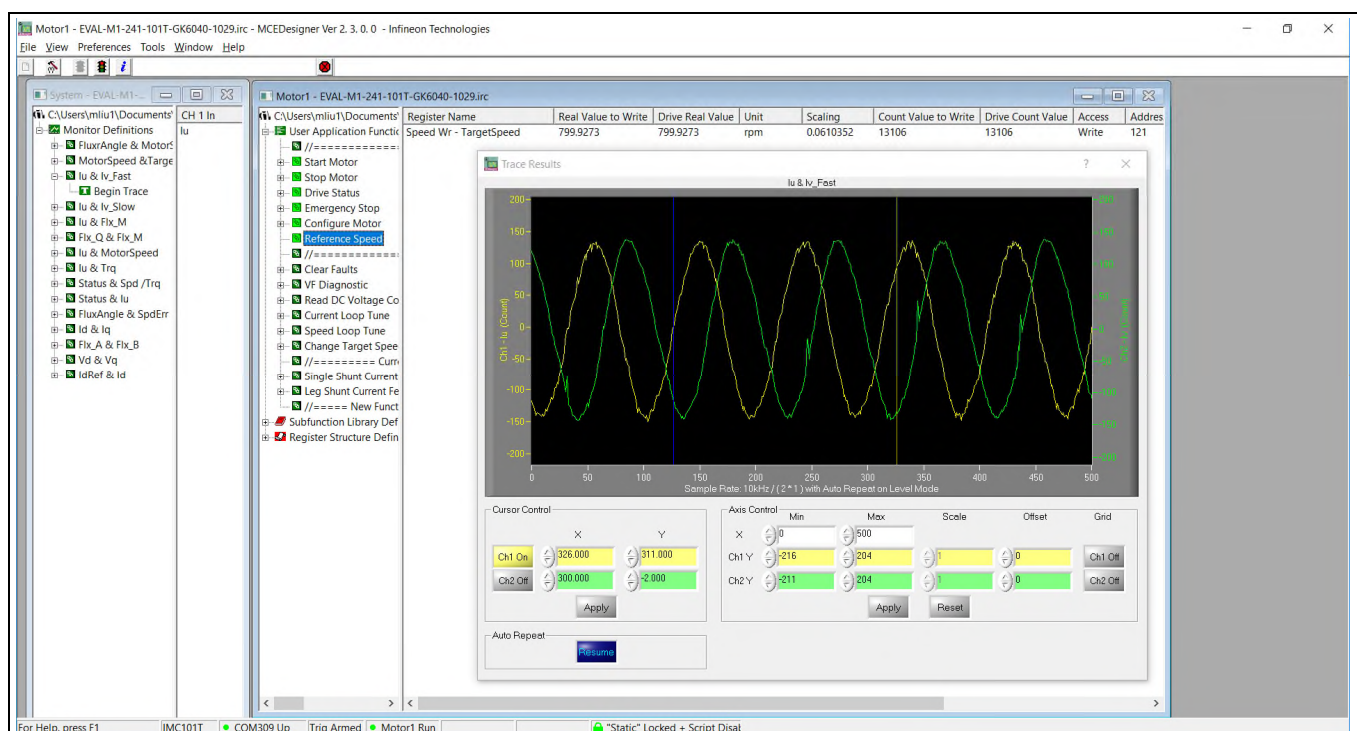 Motor1 - EVAL-M1-241-101T-GK6040-1029.irc - MCEDesigner Ver 2. 3. 0. 0 - Infineon Technologies
File View Preferences Tools Window Help
System - EVAL-M1-...
C:\Users\mliu1\Documents'
CH 1 In
Monitor Definitions
Iu
FluxrAngle & MotorS
MotorSpeed &Targe
Iu & Iv_Fast
Begin Trace
Iu & Iv_Slow
Iu & Flx_M
Flx_Q & Flx_M
Iu & MotorSpeed
Iu & Trq
Status & Spd /Trq
Status & Iu
FluxAngle & SpdErr
Id & Iq
Flx_A & Flx_B
Vd & Vq
IdRef & Id
Motor1 - EVAL-M1-241-101T-GK6040-1029.irc
C:\Users\mliu1\Documents'
User Application Functic
//============
Start Motor
Stop Motor
Drive Status
Emergency Stop
Configure Motor
Reference Speed
//============
Clear Faults
VF Diagnostic
Read DC Voltage Co
Current Loop Tune
Speed Loop Tune
Change Target Spee
//========= Curr
Single Shunt Current
Leg Shunt Current Fe
//===== New Funct
Subfunction Library Def
Register Structure Defin
Register Name Real Value to Write Drive Real Value Unit Scaling Count Value to Write Drive Count Value Access Addres
Speed Wr - TargetSpeed 799.9273 799.9273 rpm 0.0610352 13106 13106 Write 121
Trace Results ? ×
Iu & Iv_Fast
200
150
100
50
0
-50
-100
-150
-200
Ch1 - Iu (Count)
0 50 100 150 200 250 300 350 400 450 500
Sample Rate: 10kHz / ( 2 * 1 ) with Auto Repeat on Level Mode
Cursor Control
X Y
Ch1 On 326.000 311.000
Ch2 Off 300.000 -2.000
Apply
Axis Control
Min Max Scale Offset Grid
X 0 500
Ch1 Y -216 204 1 0 Ch1 Off
Ch2 Y -211 204 1 0 Ch2 Off
Apply Reset
Auto Repeat
Resume
For Help, press F1 IMC101T COM309 Up Trig Armed Motor1 Run "Static" Locked + Script Disal